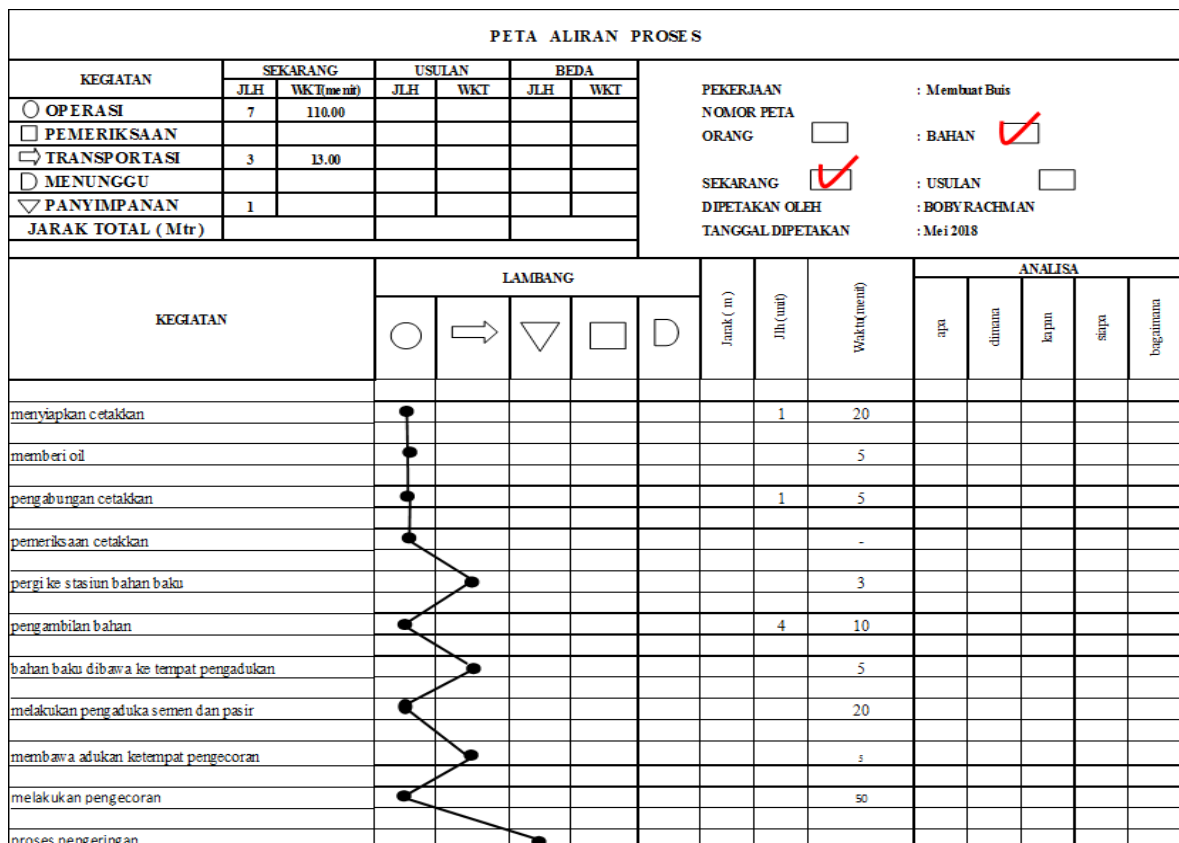 PETA ALIRAN PROSES
KEGIATAN SEKARANG USULAN BEDA
JLH WKT(menit) JLH WKT JLH WKT
OPERASI 7 110.00
PEMERIKSAAN
TRANSPORTASI 3 13.00
MENUNGGU
PANYIMPANAN 1
JARAK TOTAL ( Mtr )
PEKERJAAN : Membuat Buis
NOMOR PETA
ORANG : BAHAN
SEKARANG : USULAN
DIPETAKAN OLEH : BOBY RACHMAN
TANGGAL DIPETAKAN : Mei 2018
KEGIATAN LAMBANG Jarak ( m ) Jlh (unit) Waktu(menit) ANALISA
apa dimana kapan siapa bagaimana
menyiapkan cetakkan 1 20
memberi oil 5
pengabungan cetakkan 1 5
pemeriksaan cetakkan -
pergi ke stasiun bahan baku 3
pengambilan bahan 4 10
bahan baku dibawa ke tempat pengadukan 5
melakukan pengaduka semen dan pasir 20
membawa adukan ketempat pengecoran 5
melakukan pengecoran 50
proses pengeringan